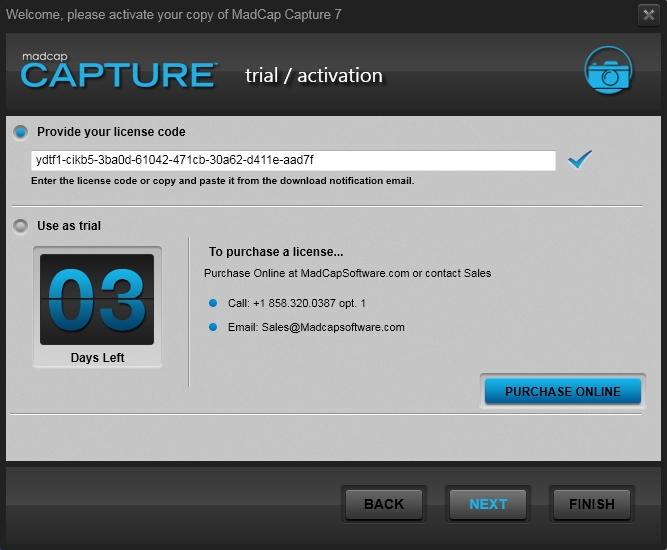 Welcome, please activate your copy of MadCap Capture 7
madcap
CAPTURE™ trial / activation
Provide your license code
ydtf1-cikb5-3ba0d-61042-471cb-30a62-d411e-aad7f
Enter the license code or copy and paste it from the download notification email.
Use as trial
03
Days Left
To purchase a license...
Purchase Online at MadCapSoftware.com or contact Sales
Call: +1 858.320.0387 opt. 1
Email: Sales@Madcapsoftware.com
PURCHASE ONLINE
BACK NEXT FINISH